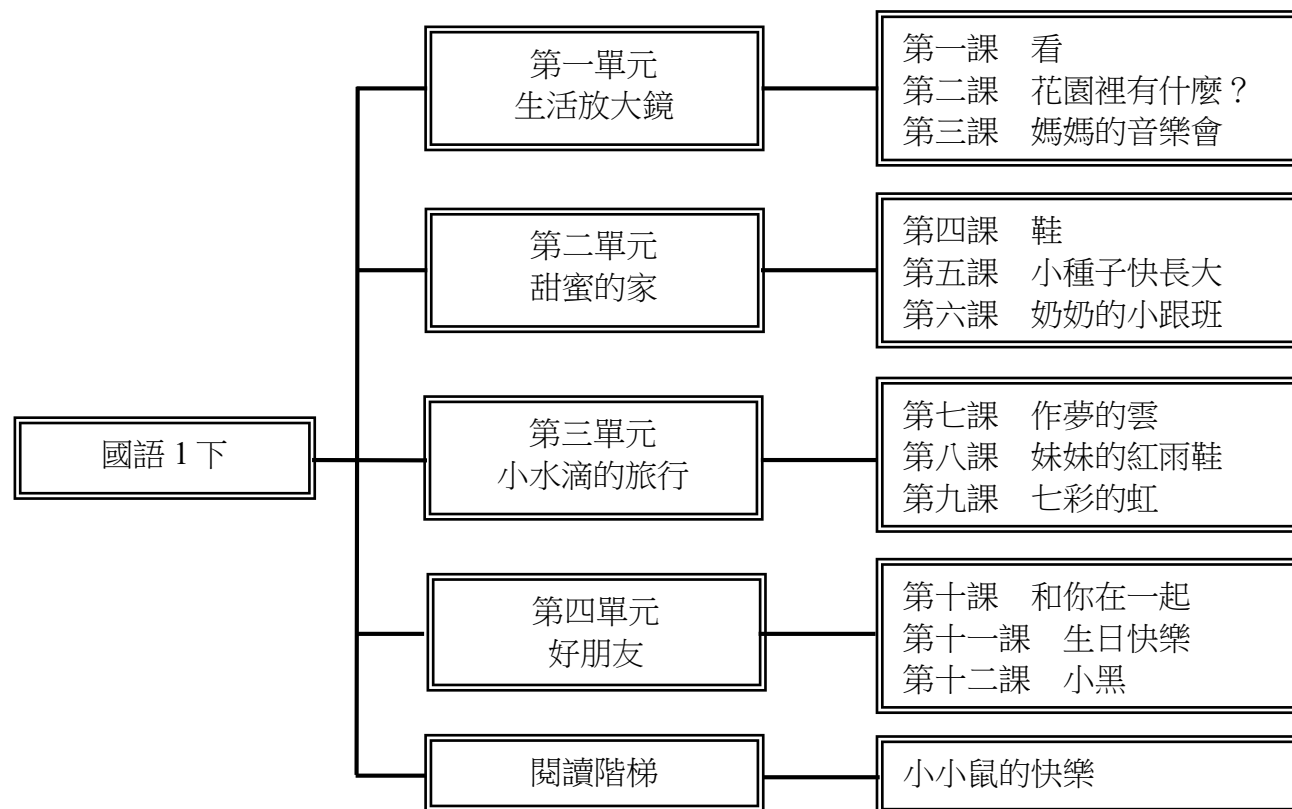 國語 1 下
第一單元
生活放大鏡
第一課　看
第二課　花園裡有什麼？
第三課　媽媽的音樂會
第二單元
甜蜜的家
第四課　鞋
第五課　小種子快長大
第六課　奶奶的小跟班
第三單元
小水滴的旅行
第七課　作夢的雲
第八課　妹妹的紅雨鞋
第九課　七彩的虹
第四單元
好朋友
第十課　和你在一起
第十一課　生日快樂
第十二課　小黑
閱讀階梯
小小鼠的快樂